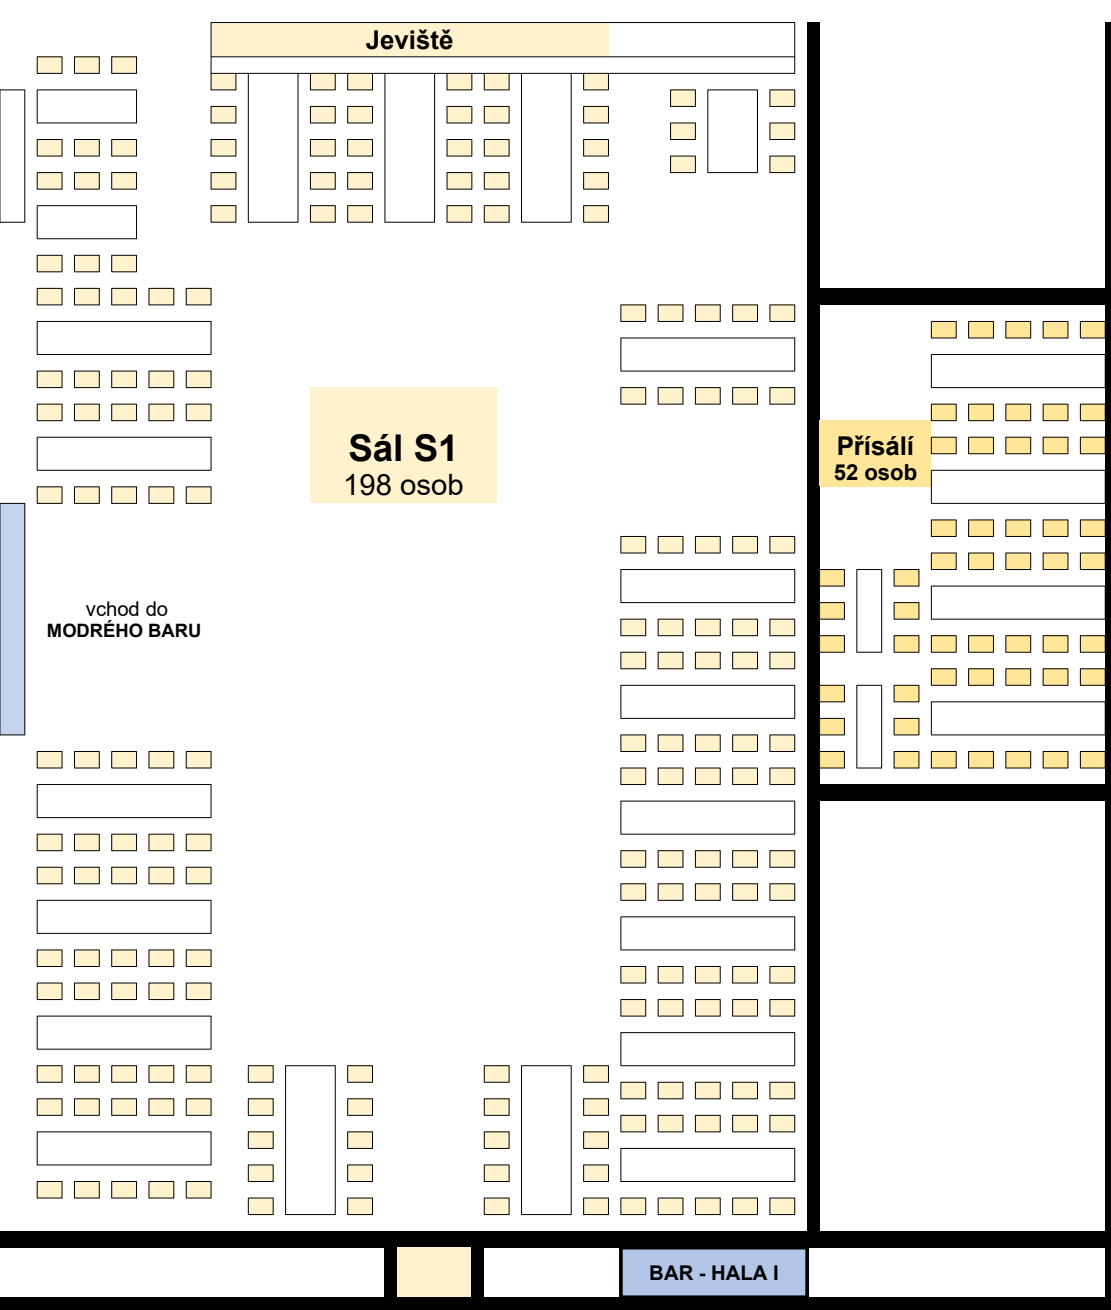 Jeviště
Sál S1
198 osob
Přísálí
52 osob
vchod do
MODRÉHO BARU
BAR - HALA I